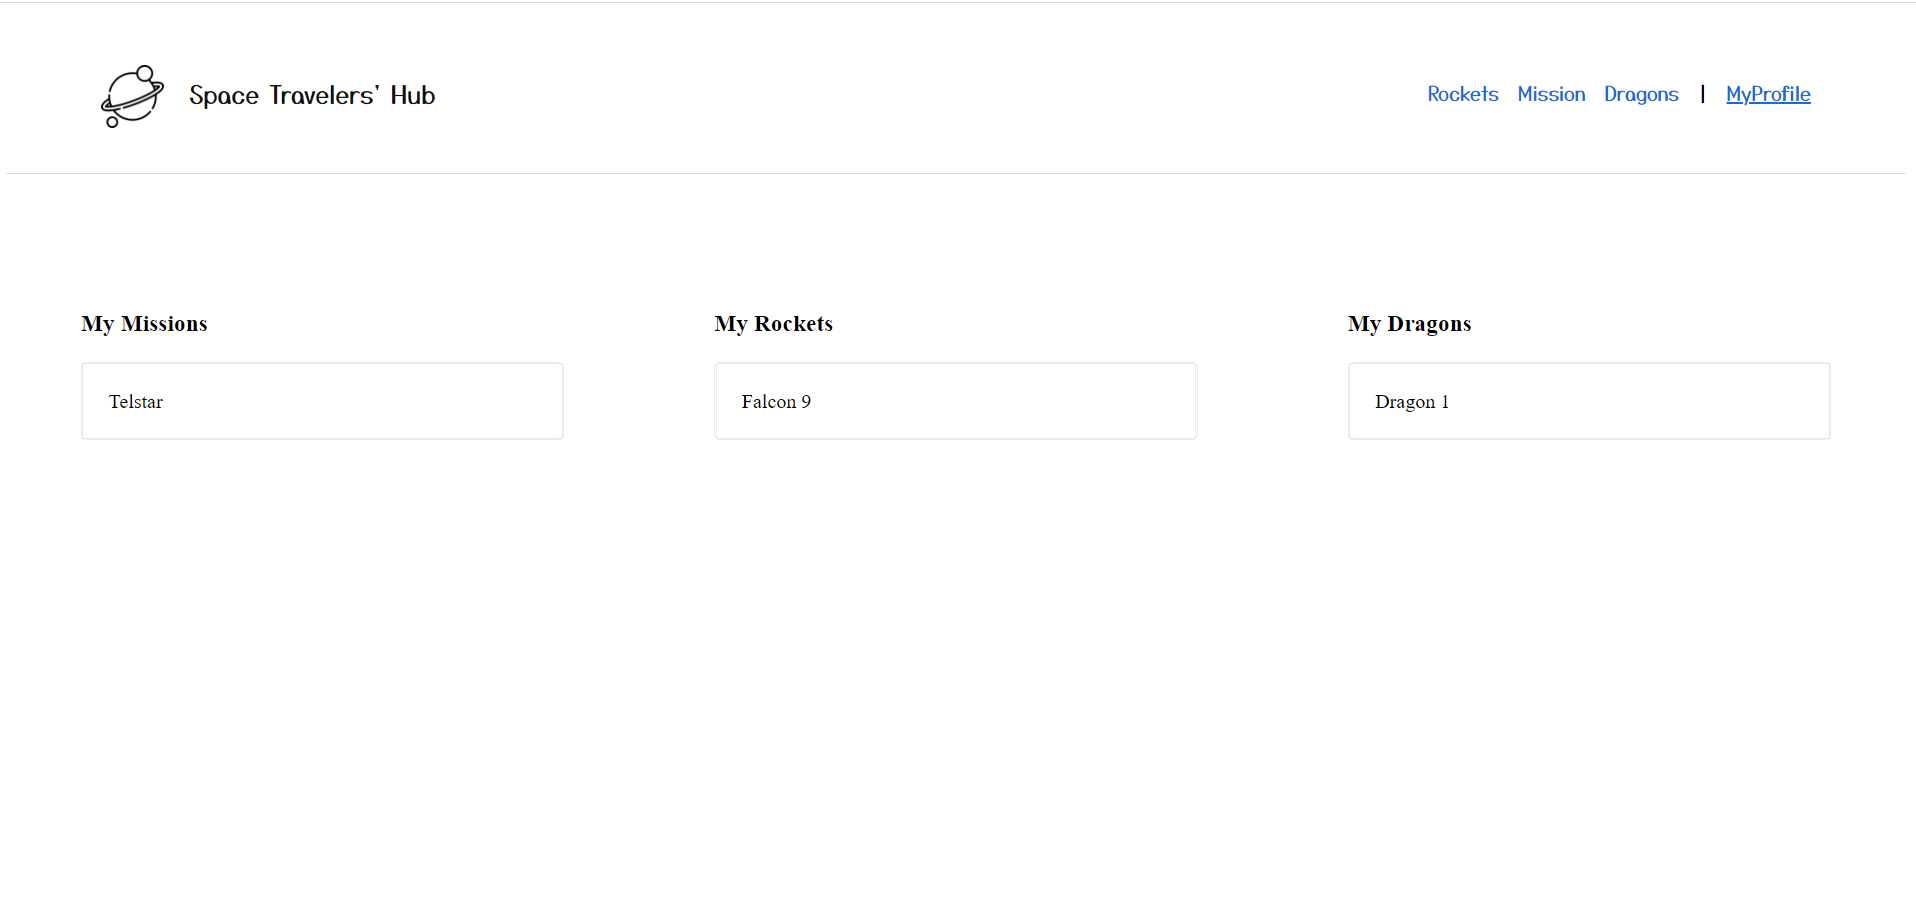 Space Travelers' Hub
Rockets Mission Dragons | MyProfile
My Missions
Telstar
My Rockets
Falcon 9
My Dragons
Dragon 1